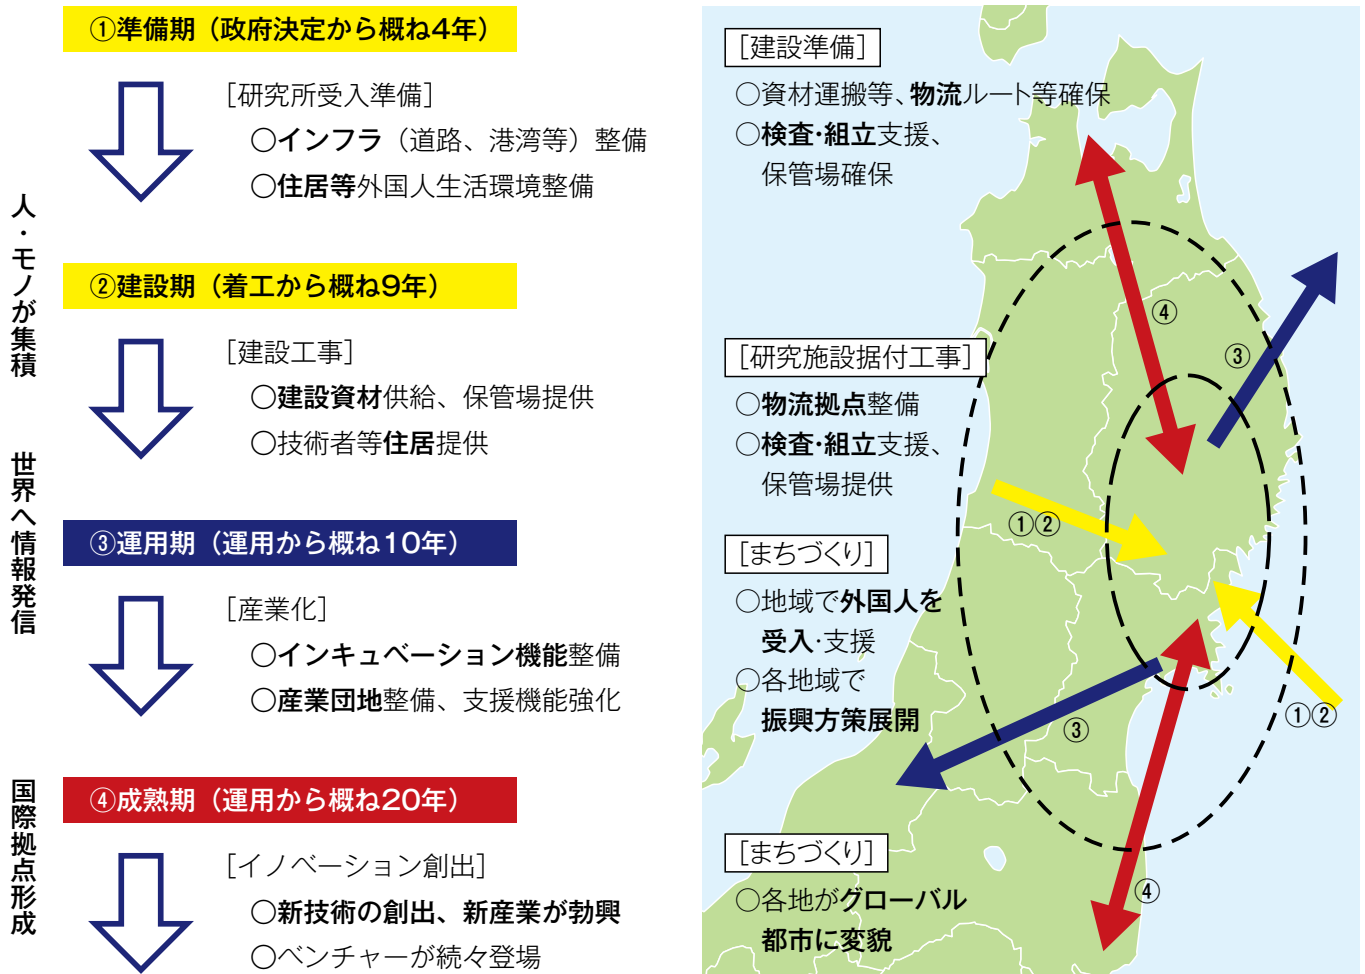 ①準備期（政府決定から概ね4年）
［研究所受入準備］
○インフラ（道路、港湾等）整備
○住居等外国人生活環境整備
人・モノが集積
②建設期（着工から概ね9年）
［建設工事］
○建設資材供給、保管場提供
○技術者等住居提供
世界へ情報発信
③運用期（運用から概ね10年）
［産業化］
○インキュベーション機能整備
○産業団地整備、支援機能強化
国際拠点形成
④成熟期（運用から概ね20年）
［イノベーション創出］
○新技術の創出、新産業が勃興
○ベンチャーが続々登場
［建設準備］
○資材運搬等、物流ルート等確保
○検査・組立支援、
保管場確保
［研究施設据付工事］
○物流拠点整備
○検査・組立支援、
保管場提供
［まちづくり］
○地域で外国人を
受入・支援
○各地域で
振興方策展開
［まちづくり］
○各地がグローバル
都市に変貌
④
③
①②
①②
③
④